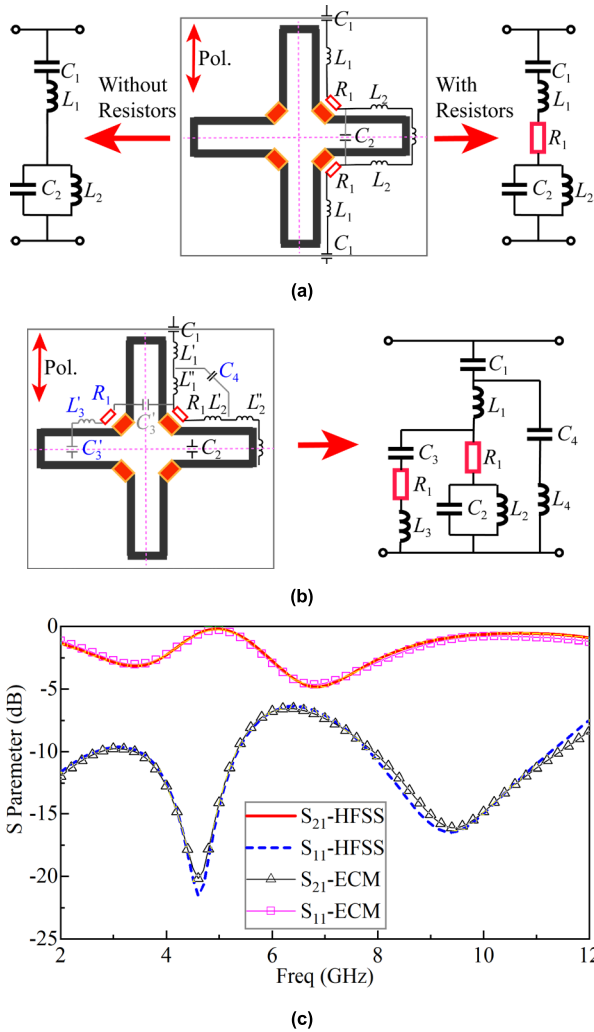 C1
Pol.
L1
R1
L2
C2
R1
L2
L1
C1
Without
Resistors
With
Resistors
C1
L1
C2
L2
C1
L1
R1
C2
L2
(a)
Pol.
C1
L'1
L''1
C4
R1
C'3
L'3
C'3
R1
L'2
L''2
C2
C1
L1
C3
R1
L3
R1
C2
L2
C4
L4
(b)
S Paremeter (dB)
0
-5
-10
-15
-20
-25
S21-HFSS
S11-HFSS
S21-ECM
S11-ECM
2 4 6 8 10 12
Freq (GHz)
(c)